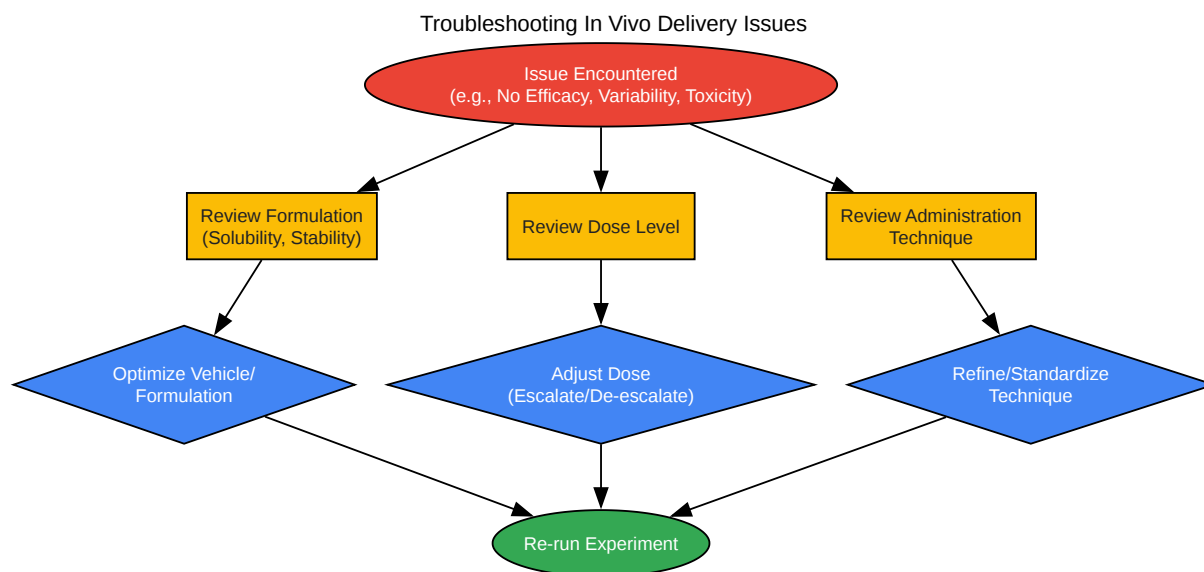 Troubleshooting In Vivo Delivery Issues
Issue Encountered
(e.g., No Efficacy, Variability, Toxicity)
Review Formulation
(Solubility, Stability)
Review Dose Level
Review Administration
Technique
Optimize Vehicle/
Formulation
Adjust Dose
(Escalate/De-escalate)
Refine/Standardize
Technique
Re-run Experiment